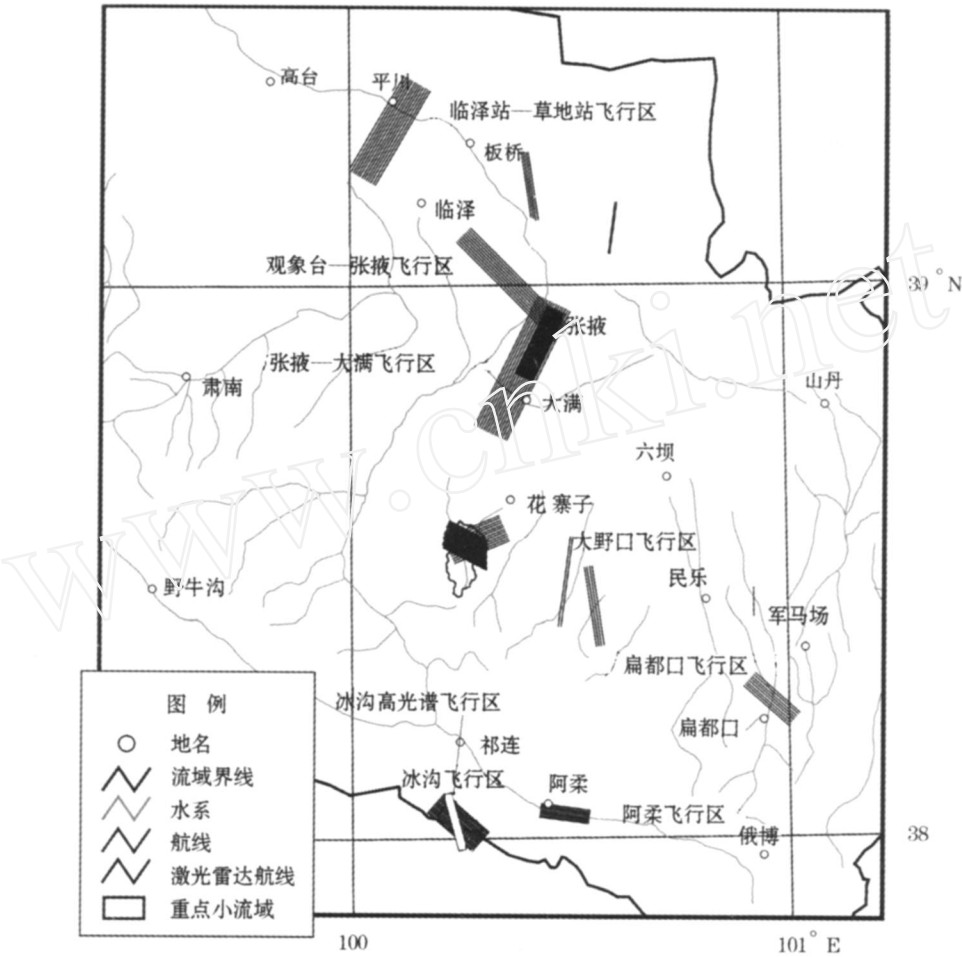 高台
平川
临泽站—草地站飞行区
板桥
临泽
观象台—张掖飞行区
39°N
张掖
张掖—大满飞行区
肃南
山丹
大满
六坝
花寨子
大野口飞行区
民乐
野牛沟
军马场
扁都口飞行区
冰沟高光谱飞行区
扁都口
祁连
冰沟飞行区
阿柔
阿柔飞行区
俄博
38
图 例
地名
流域界线
水系
航线
激光雷达航线
重点小流域
100
101°E
www.cnki.net